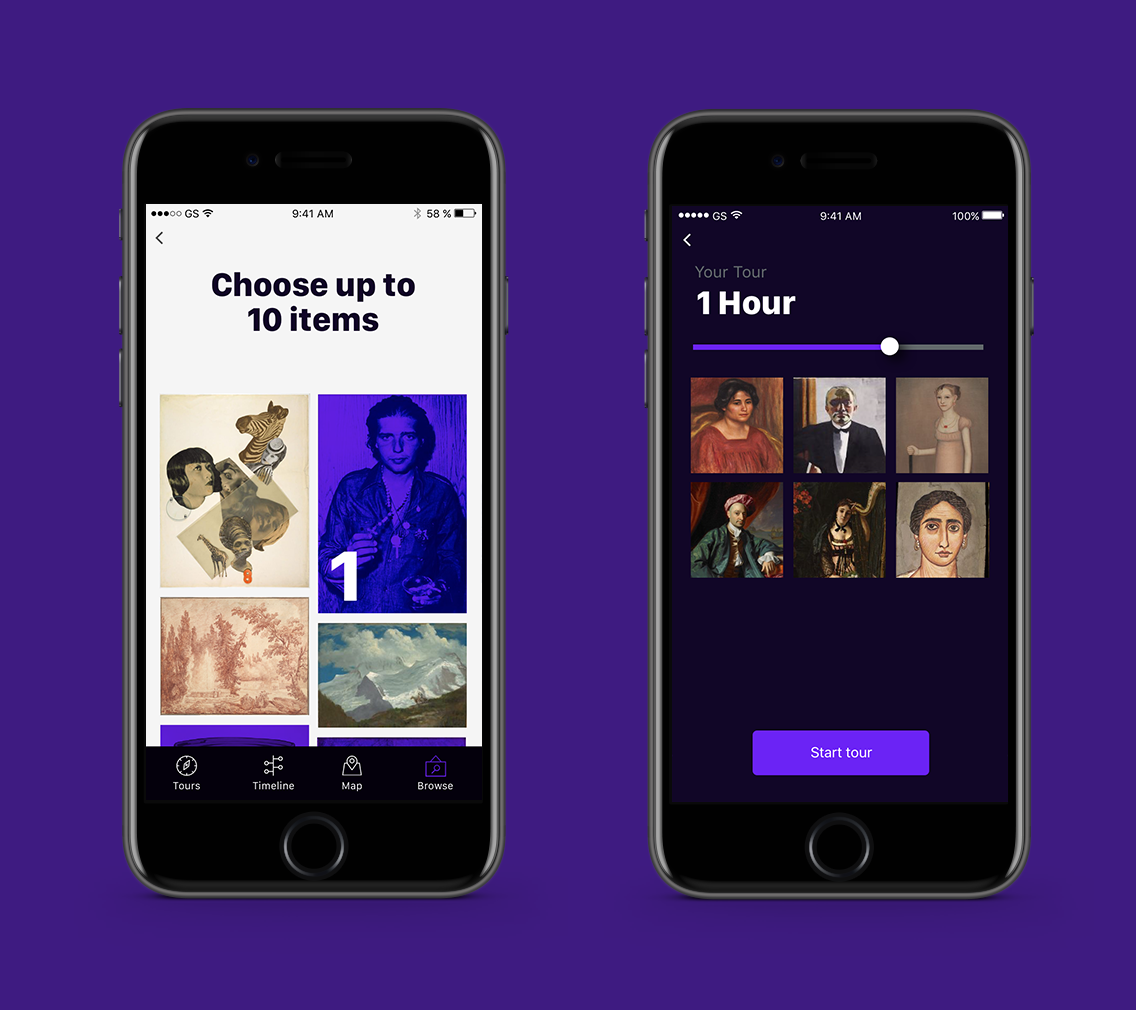 GS 9:41 AM 58 %
Choose up to
10 items
1
Tours Timeline Map Browse
GS 9:41 AM 100%
Your Tour
1 Hour
Start tour